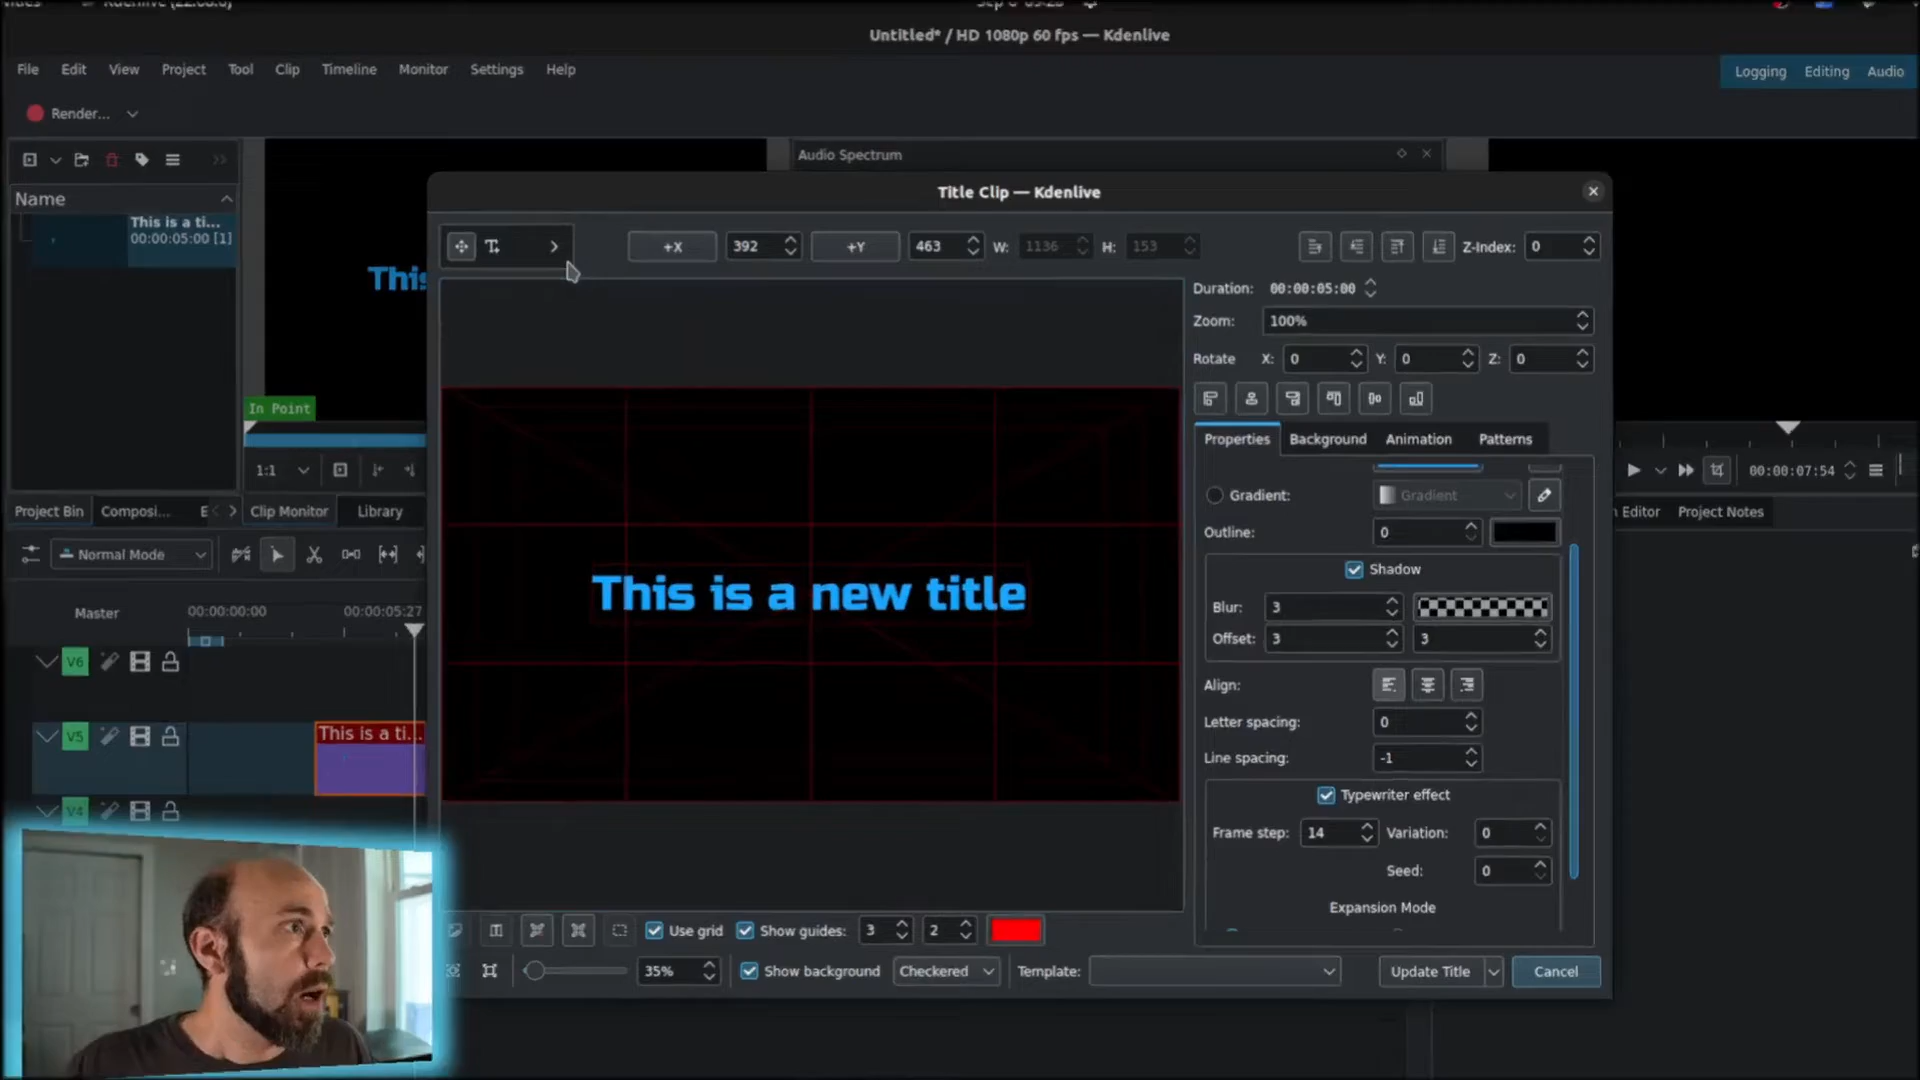 Untitled* / HD 1080p 60 fps — Kdenlive
File Edit View Project Tool Clip Timeline Monitor Settings Help
Logging Editing Audio
Render...
Audio Spectrum
Name
This is a ti...
00:00:05:00 [1]
This
In Point
1:1
00:00:07:54
Project Bin Composi... E Clip Monitor Library
Editor Project Notes
Normal Mode
Master 00:00:00:00 00:00:05:27
V6
V5 This is a ti...
V4
Title Clip — Kdenlive
+X 392 +Y 463 W: 1136 H: 153 Z-Index: 0
Duration: 00:00:05:00
Zoom: 100%
Rotate X: 0 Y: 0 Z: 0
Properties Background Animation Patterns
Gradient: Gradient
Outline: 0
Shadow
Blur: 3
Offset: 3 3
Align:
Letter spacing: 0
Line spacing: -1
Typewriter effect
Frame step: 14 Variation: 0
Seed: 0
Expansion Mode
This is a new title
Use grid Show guides: 3 2
35% Show background Checkered Template: Update Title Cancel